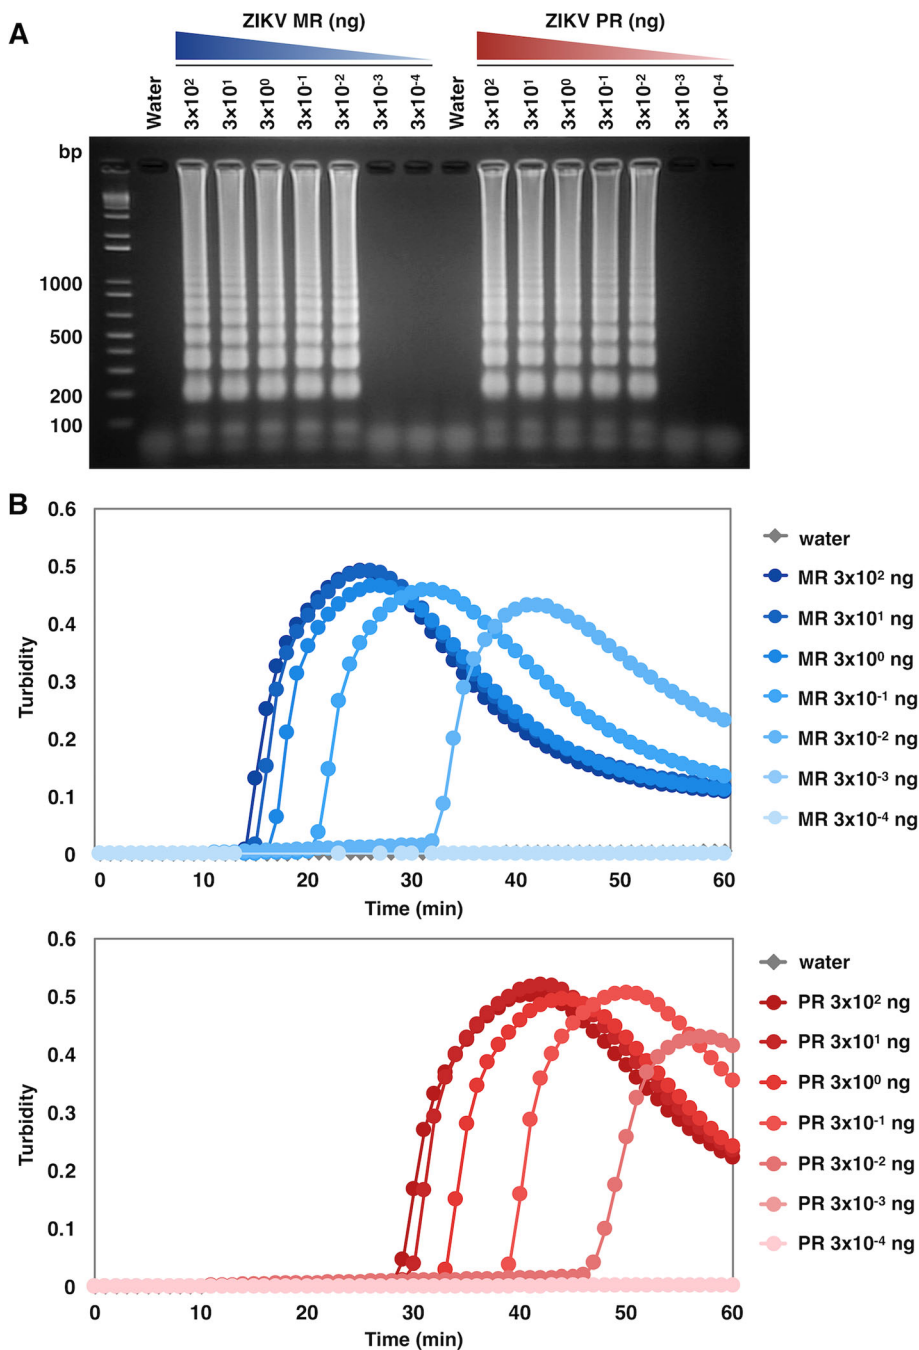 A
ZIKV MR (ng)
ZIKV PR (ng)
Water
3x10²
3x10¹
3x10⁰
3x10⁻¹
3x10⁻²
3x10⁻³
3x10⁻⁴
Water
3x10²
3x10¹
3x10⁰
3x10⁻¹
3x10⁻²
3x10⁻³
3x10⁻⁴
bp
1000
500
200
100
B
0.6
0.5
0.4
0.3
0.2
0.1
0
Turbidity
0 10 20 30 40 50 60
Time (min)
water
MR 3x10² ng
MR 3x10¹ ng
MR 3x10⁰ ng
MR 3x10⁻¹ ng
MR 3x10⁻² ng
MR 3x10⁻³ ng
MR 3x10⁻⁴ ng
0.6
0.5
0.4
0.3
0.2
0.1
0
Turbidity
0 10 20 30 40 50 60
Time (min)
water
PR 3x10² ng
PR 3x10¹ ng
PR 3x10⁰ ng
PR 3x10⁻¹ ng
PR 3x10⁻² ng
PR 3x10⁻³ ng
PR 3x10⁻⁴ ng